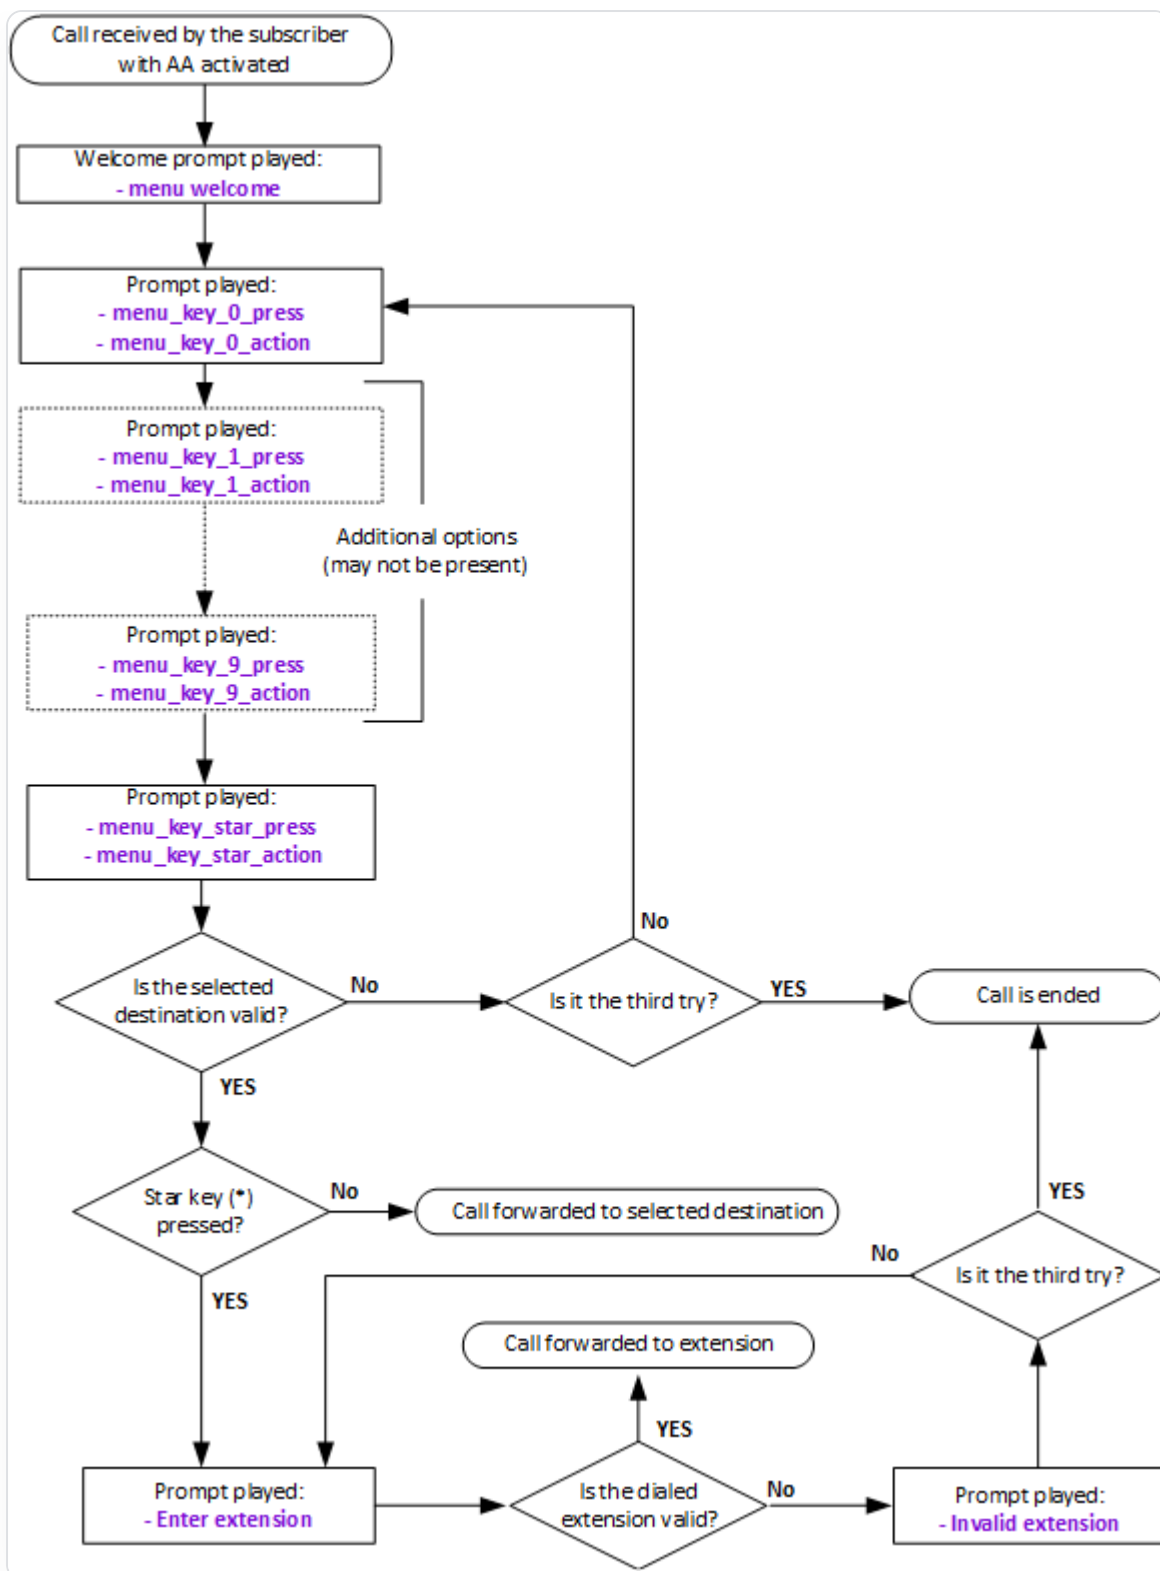 Call received by the subscriber
with AA activated
Welcome prompt played:
- menu welcome
Prompt played:
- menu_key_0_press
- menu_key_0_action
Prompt played:
- menu_key_1_press
- menu_key_1_action
Additional options
(may not be present)
Prompt played:
- menu_key_9_press
- menu_key_9_action
Prompt played:
- menu_key_star_press
- menu_key_star_action
Is the selected
destination valid?
No
Is it the third try?
No
YES
Call is ended
YES
Star key (*)
pressed?
No
Call forwarded to selected destination
YES
Is it the third try?
No
YES
Call forwarded to extension
YES
Prompt played:
- Enter extension
Is the dialed
extension valid?
No
Prompt played:
- Invalid extension